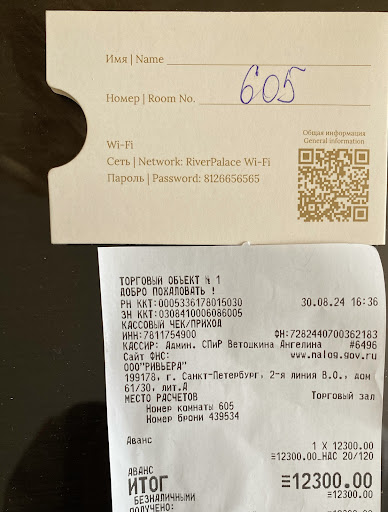 Имя | Name
Номер | Room No. 605
Общая информация
General information
Wi-Fi
Сеть | Network: RiverPalace Wi-Fi
Пароль | Password: 8126656565
ТОРГОВЫЙ ОБЪЕКТ № 1
ДОБРО ПОЖАЛОВАТЬ !
РН ККТ:0005336178015030 30.08.24 16:36
ЗН ККТ:0308410006086005
КАССОВЫЙ ЧЕК/ПРИХОД
ИНН:7811754900 ФН:7282440700362183
КАССИР: Админ. СПиР Ветошкина Ангелина #6496
Сайт ФНС: www.nalog.gov.ru
ООО"РИВЬЕРА"
199178, г. Санкт-Петербург, 2-я линия В.О., дом
61/30, лит.А
МЕСТО РАСЧЕТОВ Торговый зал
Номер комнаты 605
Номер брони 439534
Аванс
1 X 12300.00
≡12300.00_НДС 20/120
АВАНС
ИТОГ ≡12300.00
БЕЗНАЛИЧНЫМИ ≡12300.00
ПОЛУЧЕНО: